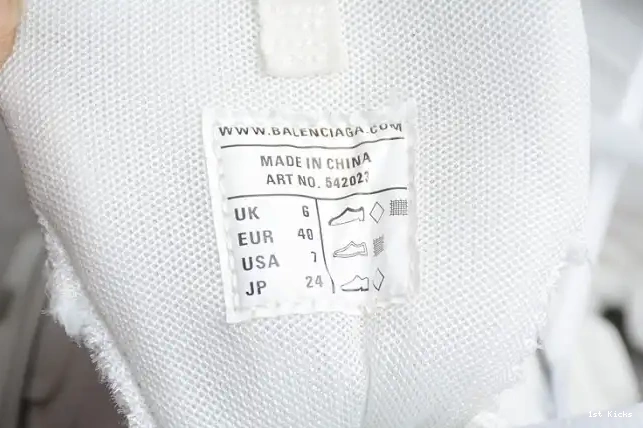 WWW.BALENCIAGA.COM
MADE IN CHINA
ART NO. 542023
UK 6
EUR 40
USA 7
JP 24
1st Kicks